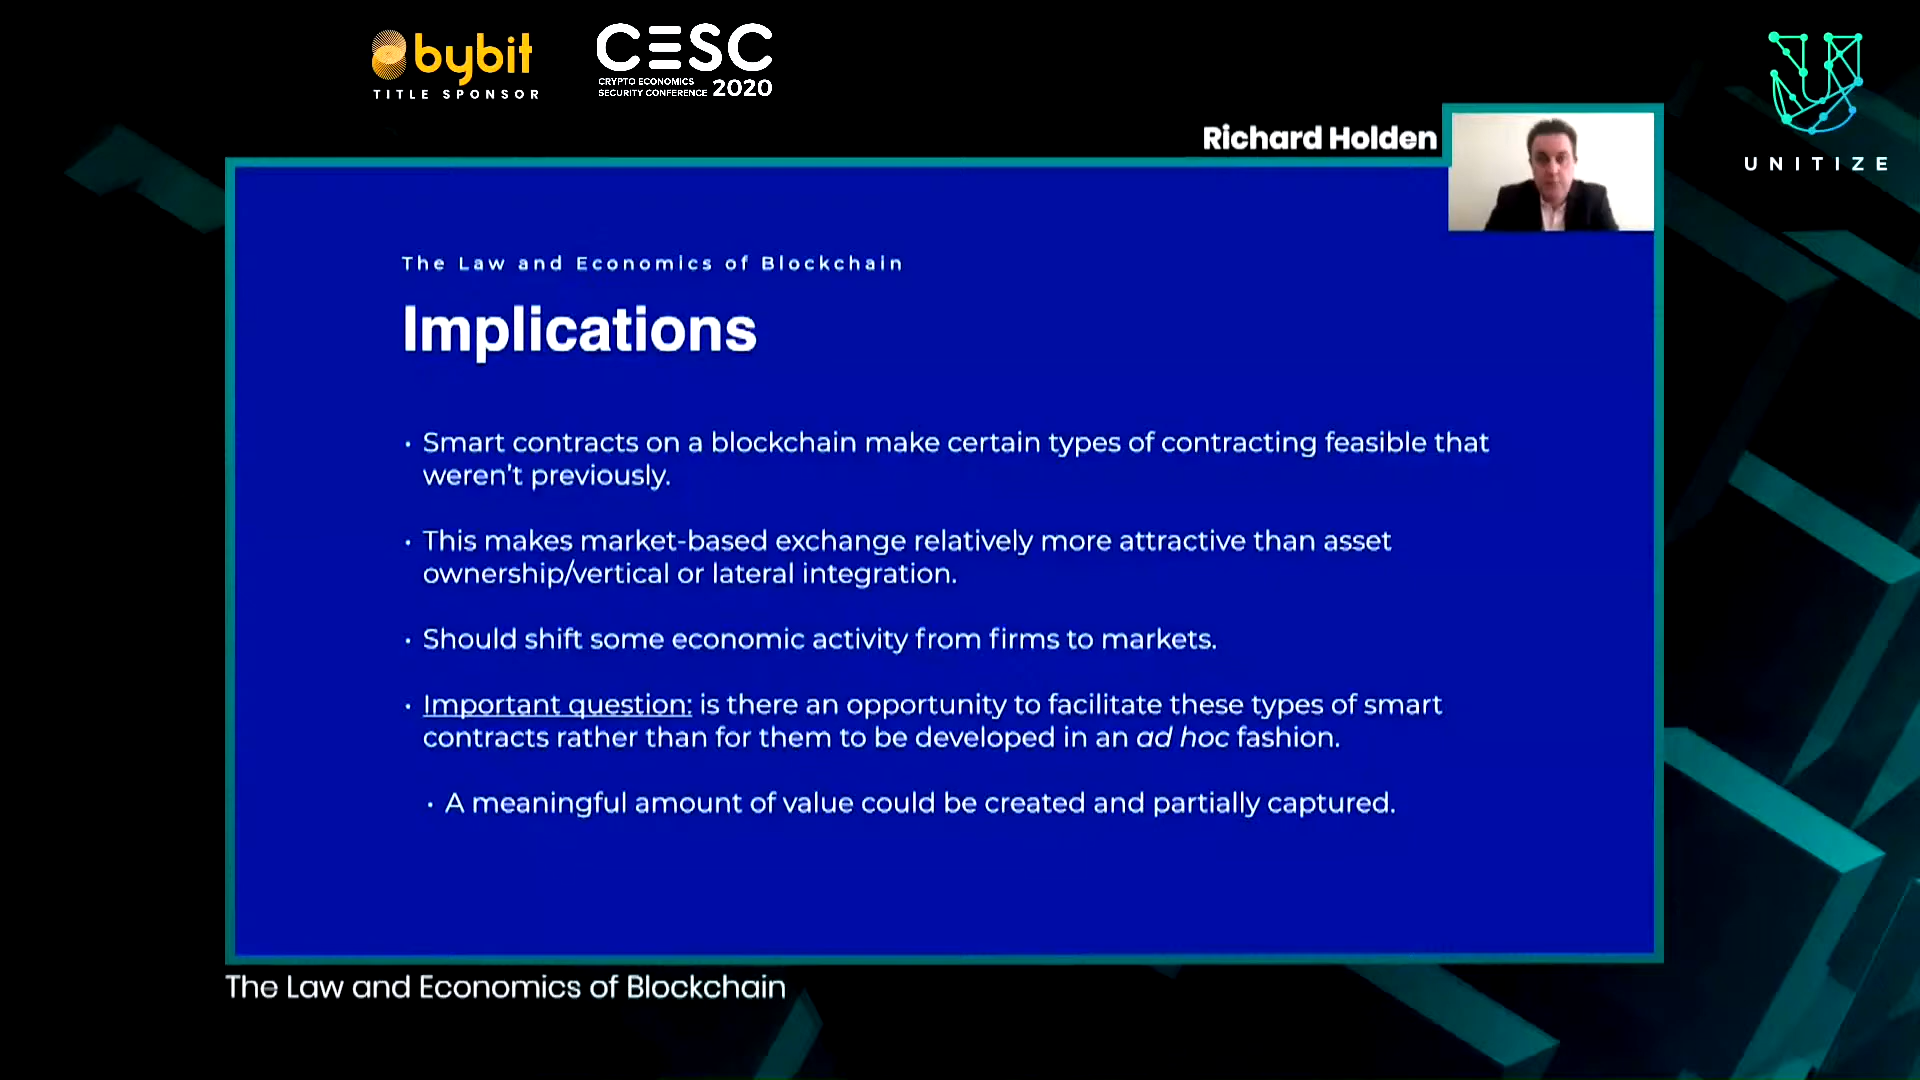 bybit
TITLE SPONSOR
CESC
CRYPTO ECONOMICS
SECURITY CONFERENCE 2020
UNITIZE
Richard Holden
The Law and Economics of Blockchain
Implications
• Smart contracts on a blockchain make certain types of contracting feasible that
weren't previously.
• This makes market-based exchange relatively more attractive than asset
ownership/vertical or lateral integration.
• Should shift some economic activity from firms to markets.
• Important question: is there an opportunity to facilitate these types of smart
contracts rather than for them to be developed in an ad hoc fashion.
• A meaningful amount of value could be created and partially captured.
The Law and Economics of Blockchain